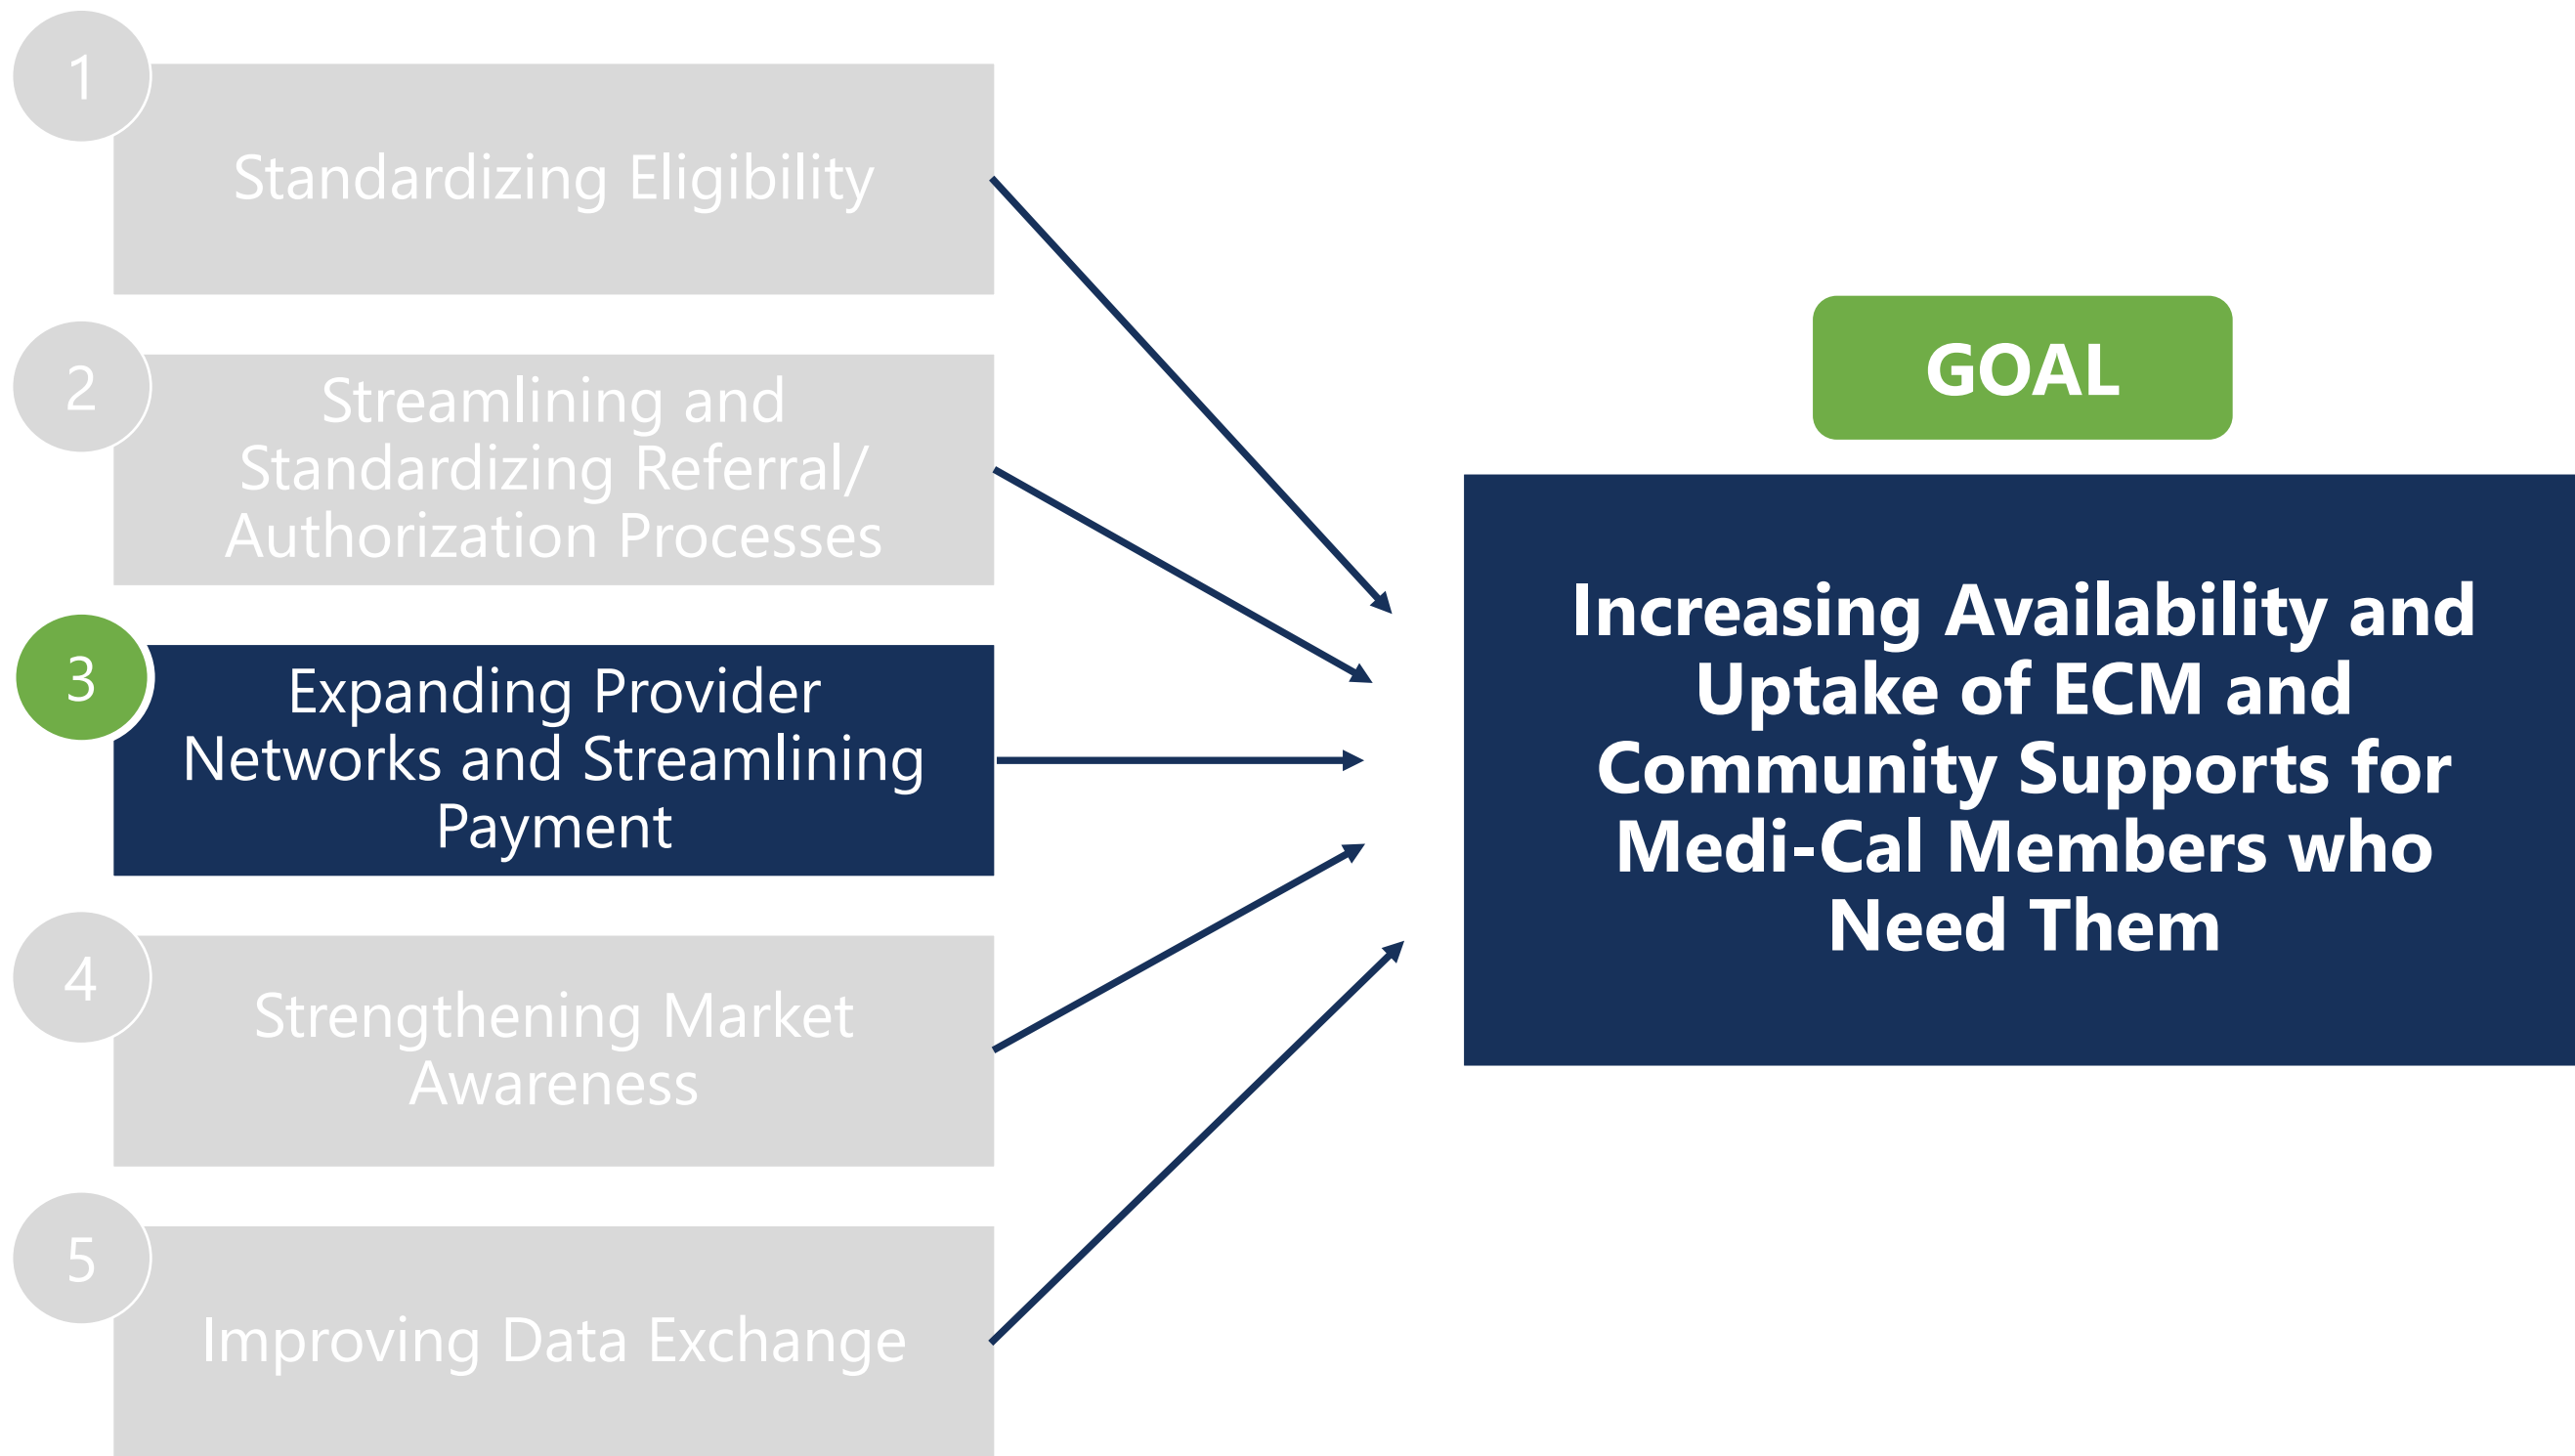 1
Standardizing Eligibility
2
Streamlining and
Standardizing Referral/
Authorization Processes
3
Expanding Provider
Networks and Streamlining
Payment
4
Strengthening Market
Awareness
5
Improving Data Exchange
GOAL
Increasing Availability and
Uptake of ECM and
Community Supports for
Medi-Cal Members who
Need Them